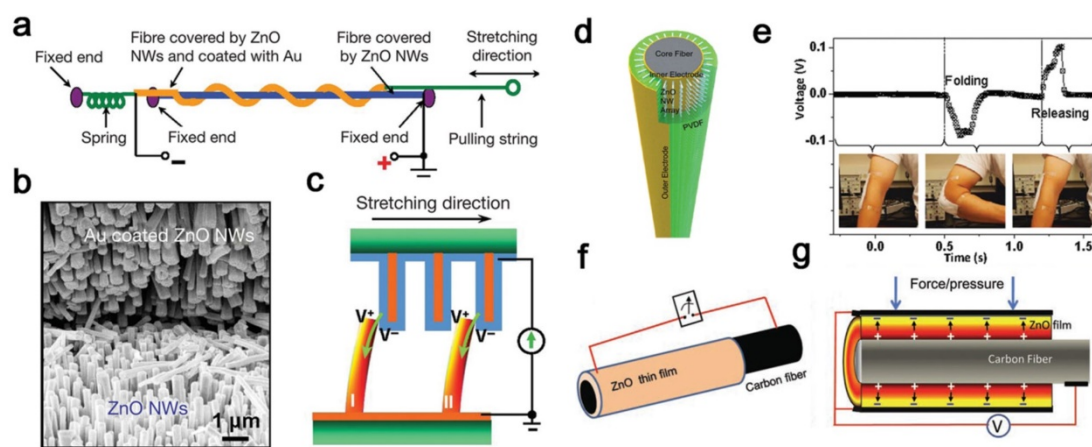 a
Fixed end
Fibre covered by ZnO
NWs and coated with Au
Fibre covered
by ZnO NWs
Stretching
direction
Spring
Fixed end
Fixed end
Pulling string
−
+
b
Au coated ZnO NWs
ZnO NWs
1 µm
c
Stretching direction
V+
V−
V+
V−
I
II
d
Core Fiber
Inner Electrode
ZnO
NW
Array
PVDF
Outer Electrode
e
Voltage (V)
0.1
0.0
-0.1
Folding
Releasing
0.0
0.5
1.0
1.5
Time (s)
f
ZnO thin film
Carbon fiber
g
Force/pressure
ZnO film
Carbon Fiber
− − − − −
+ + + + +
+ + + + +
− − − − −
V